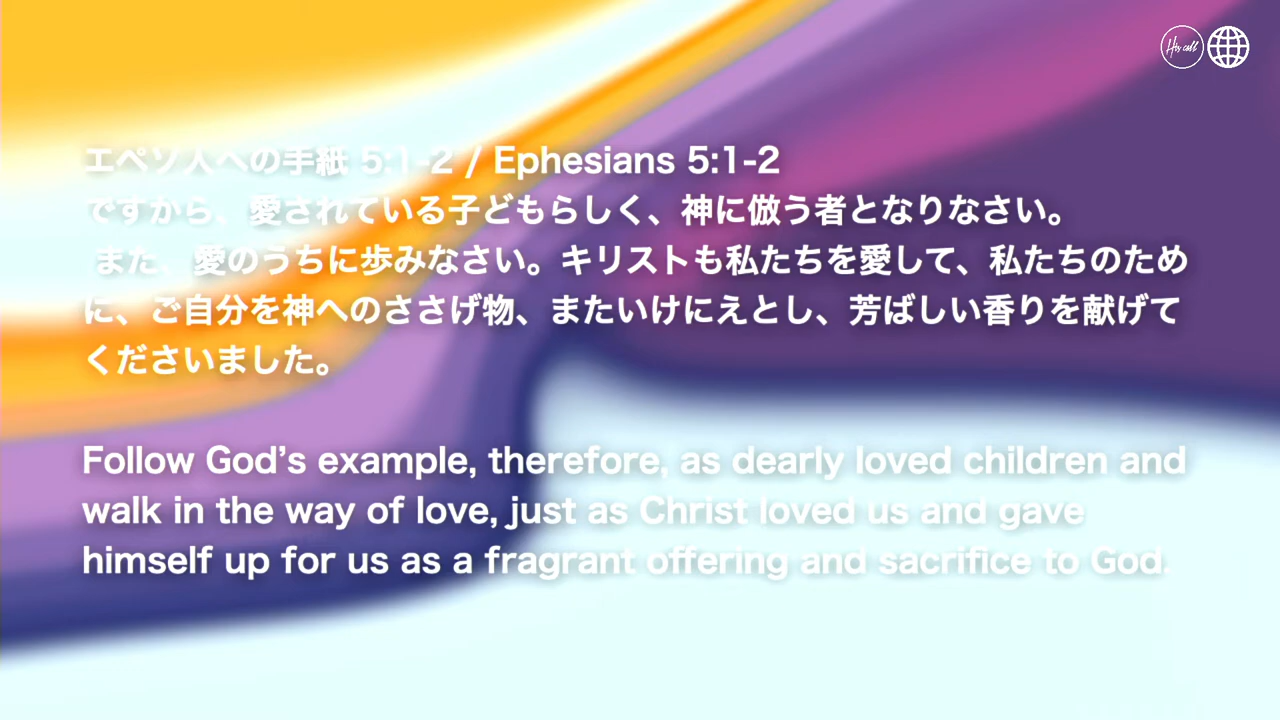 His call
エペソ人への手紙 5:1-2 / Ephesians 5:1-2
ですから、愛されている子どもらしく、神に倣う者となりなさい。
また、愛のうちに歩みなさい。キリストも私たちを愛して、私たちのため
に、ご自分を神へのささげ物、またいけにえとし、芳ばしい香りを献げて
くださいました。
Follow God’s example, therefore, as dearly loved children and
walk in the way of love, just as Christ loved us and gave
himself up for us as a fragrant offering and sacrifice to God.